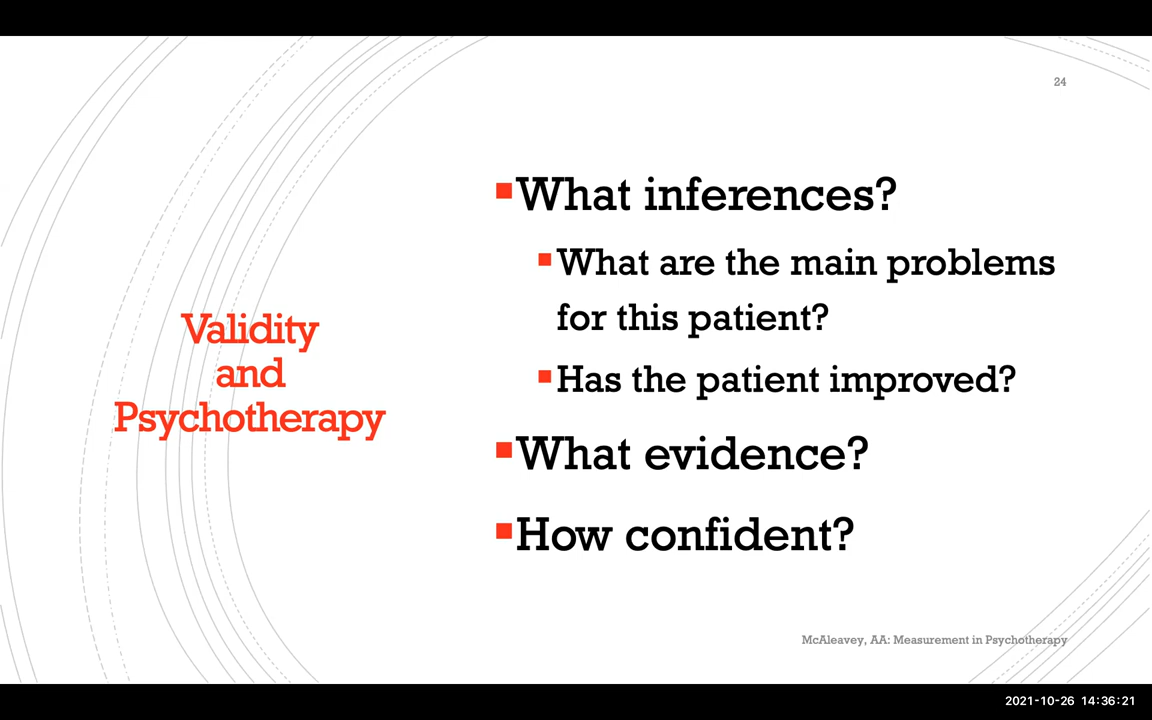 24
Validity
and
Psychotherapy
What inferences?
What are the main problems
for this patient?
Has the patient improved?
What evidence?
How confident?
McAleavey, AA: Measurement in Psychotherapy
2021-10-26 14:36:21